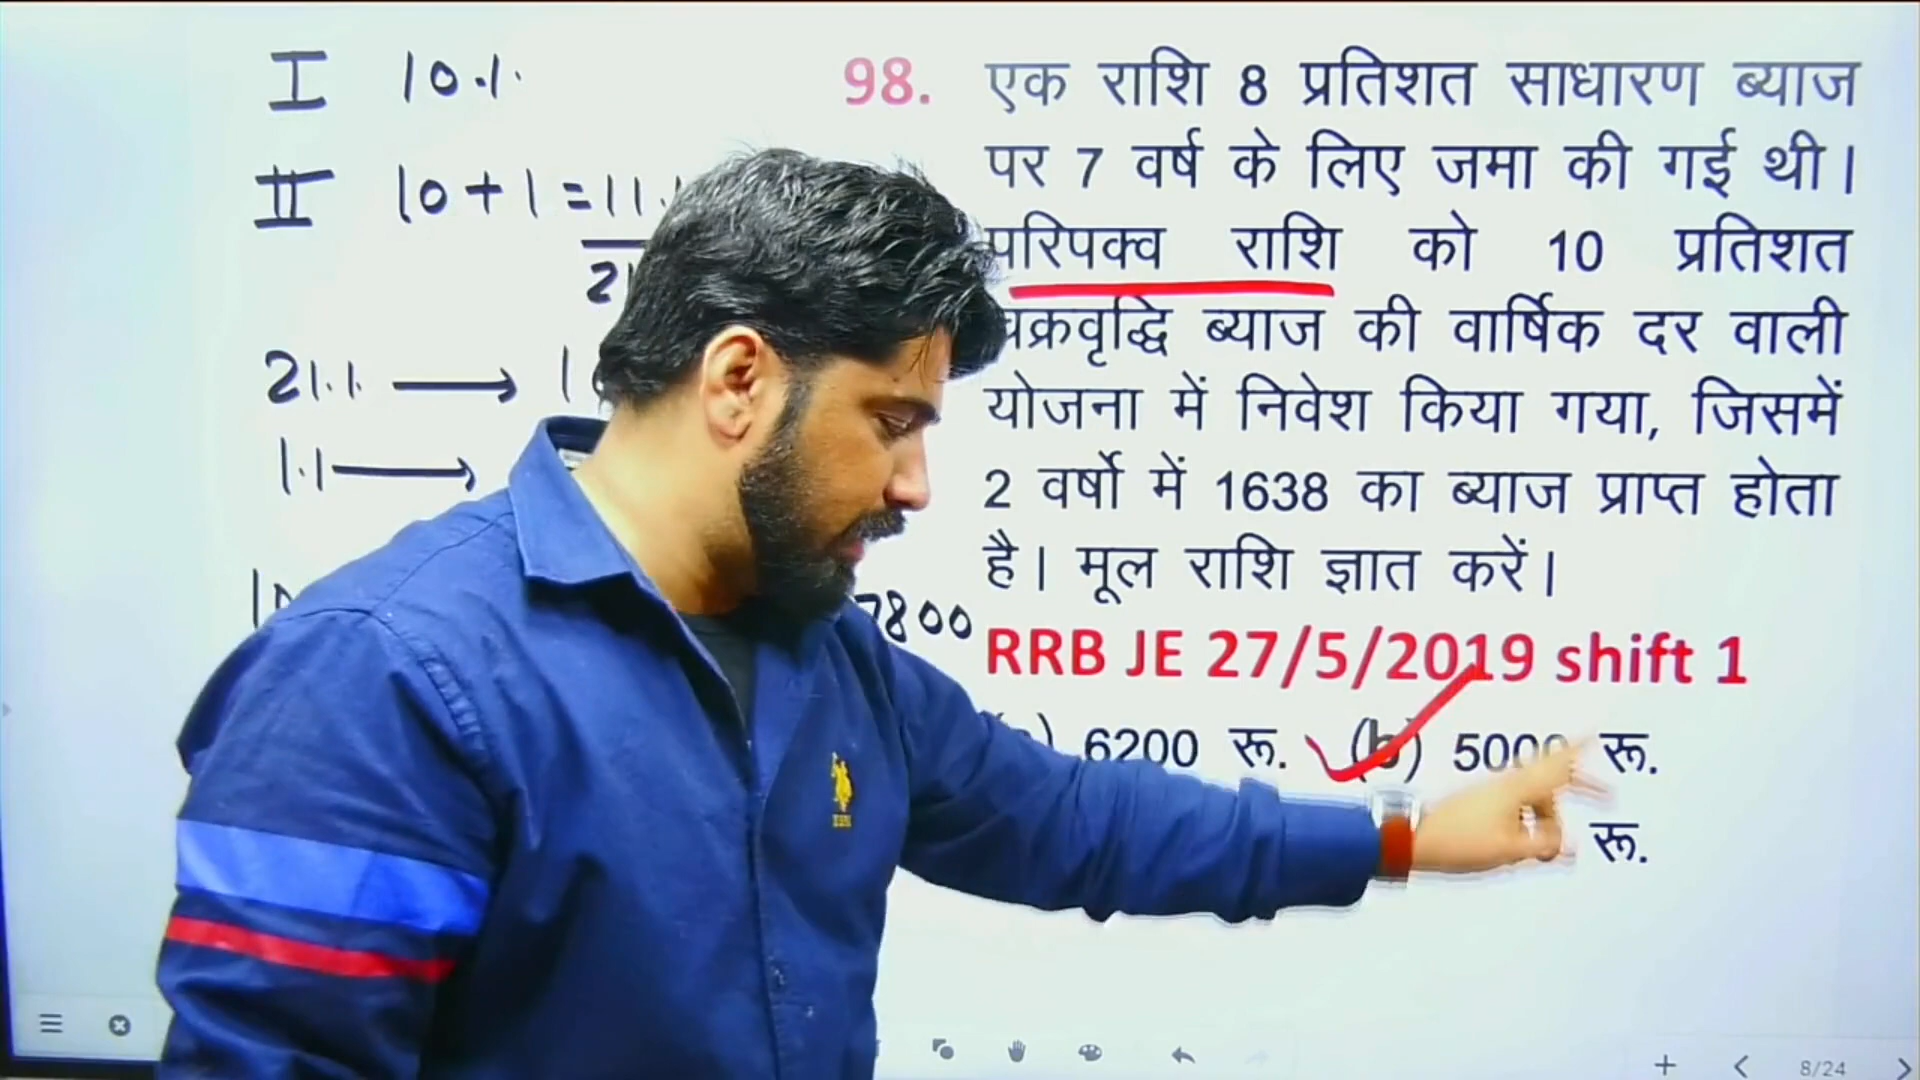 I 10%
II 10+1=11
21%
1%
7800
98. एक राशि 8 प्रतिशत साधारण ब्याज
पर 7 वर्ष के लिए जमा की गई थी।
परिपक्व राशि को 10 प्रतिशत
चक्रवृद्धि ब्याज की वार्षिक दर वाली
योजना में निवेश किया गया, जिसमें
2 वर्षो में 1638 का ब्याज प्राप्त होता
है। मूल राशि ज्ञात करें।
RRB JE 27/5/2019 shift 1
6200 रू. (b) 5000 रू.
रू.
8/24